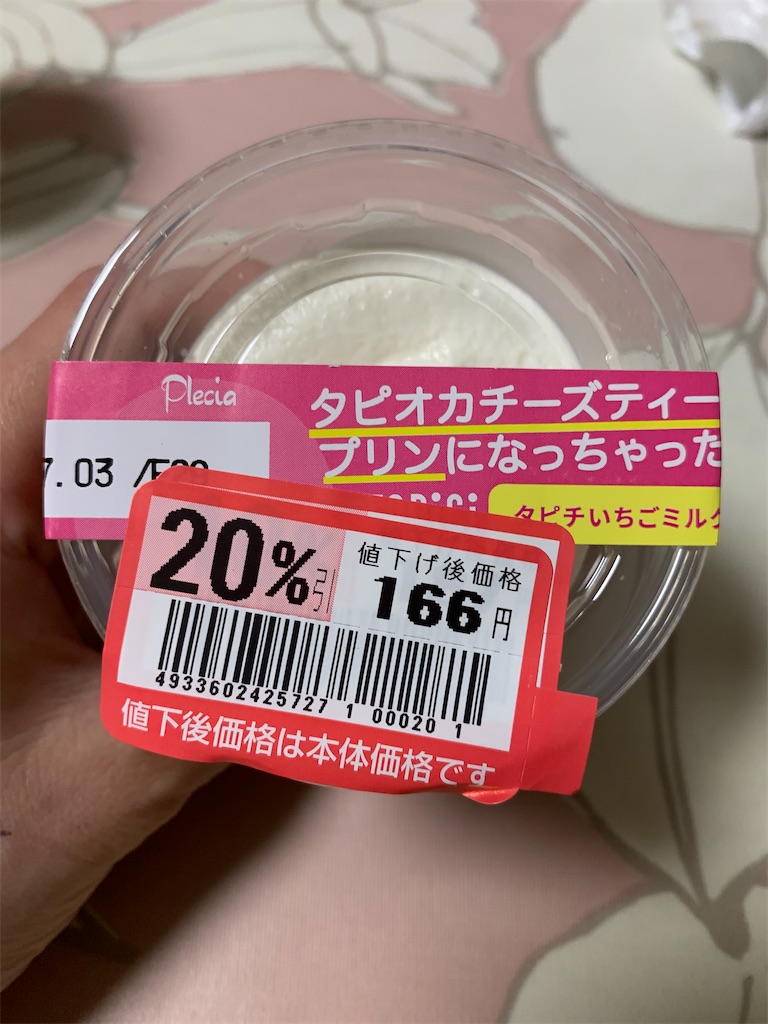 Plecia
タピオカチーズティー
プリンになっちゃった
7.03
タピチいちごミルク
20%引
値下げ後価格
166円
4933602425727 1 00020 1
値下後価格は本体価格です